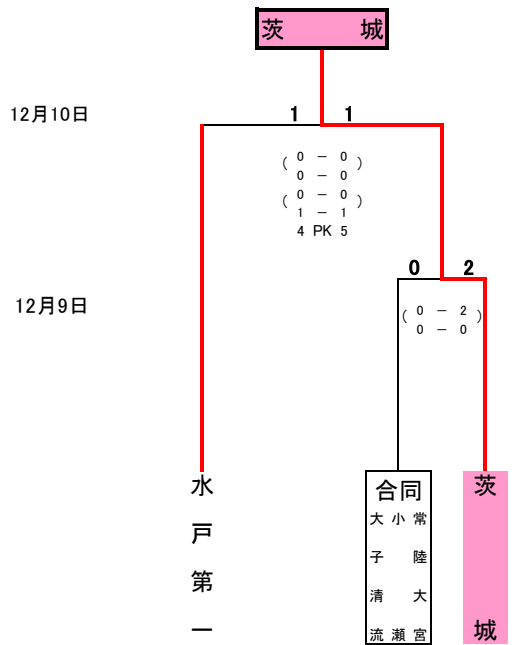 茨城
12月10日
1 1
( 0 － 0 )
0 － 0
( 0 － 0 )
1 － 1
4 PK 5
0 2
12月9日
( 0 － 2 )
0 － 0
水戸第一
合同
常陸大宮
小瀬
大子清流
茨城